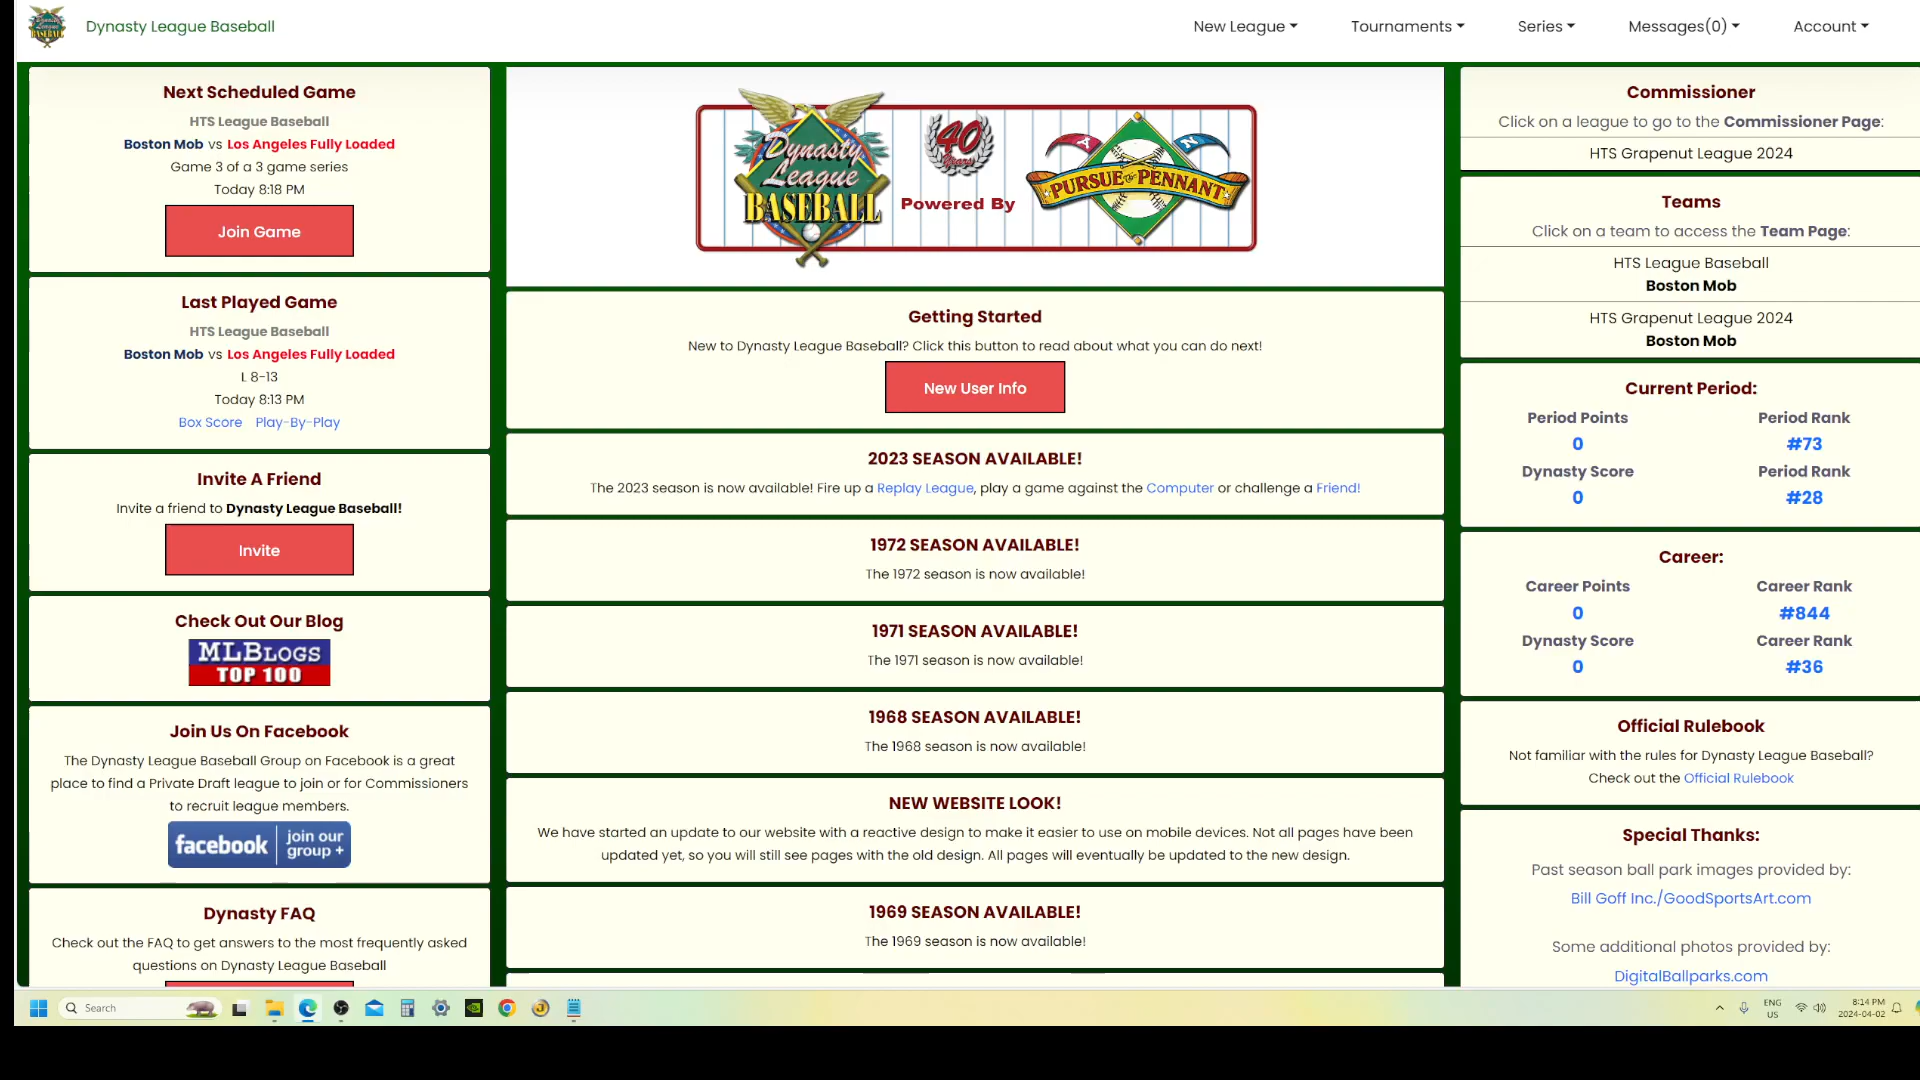 Dynasty League Baseball
New League
Tournaments
Series
Messages(0)
Account
Next Scheduled Game
HTS League Baseball
Boston Mob vs Los Angeles Fully Loaded
Game 3 of a 3 game series
Today 8:18 PM
Join Game
Last Played Game
HTS League Baseball
Boston Mob vs Los Angeles Fully Loaded
L 8-13
Today 8:13 PM
Box Score Play-By-Play
Invite A Friend
Invite a friend to Dynasty League Baseball!
Invite
Check Out Our Blog
MLBLOGS
TOP 100
Join Us On Facebook
The Dynasty League Baseball Group on Facebook is a great
place to find a Private Draft league to join or for Commissioners
to recruit league members.
facebook
join our
group +
Dynasty FAQ
Check out the FAQ to get answers to the most frequently asked
questions on Dynasty League Baseball
Dynasty
League
BASEBALL
40
Years
Powered By
A
N
PURSUE the PENNANT
Getting Started
New to Dynasty League Baseball? Click this button to read about what you can do next!
New User Info
2023 SEASON AVAILABLE!
The 2023 season is now available! Fire up a Replay League, play a game against the Computer or challenge a Friend!
1972 SEASON AVAILABLE!
The 1972 season is now available!
1971 SEASON AVAILABLE!
The 1971 season is now available!
1968 SEASON AVAILABLE!
The 1968 season is now available!
NEW WEBSITE LOOK!
We have started an update to our website with a reactive design to make it easier to use on mobile devices. Not all pages have been
updated yet, so you will still see pages with the old design. All pages will eventually be updated to the new design.
1969 SEASON AVAILABLE!
The 1969 season is now available!
Commissioner
Click on a league to go to the Commissioner Page:
HTS Grapenut League 2024
Teams
Click on a team to access the Team Page:
HTS League Baseball
Boston Mob
HTS Grapenut League 2024
Boston Mob
Current Period:
Period Points Period Rank
0 #73
Dynasty Score Period Rank
0 #28
Career:
Career Points Career Rank
0 #844
Dynasty Score Career Rank
0 #36
Official Rulebook
Not familiar with the rules for Dynasty League Baseball?
Check out the Official Rulebook
Special Thanks:
Past season ball park images provided by:
Bill Goff Inc./GoodSportsArt.com
Some additional photos provided by:
DigitalBallparks.com
Search
ENG
US
8:14 PM
2024-04-02